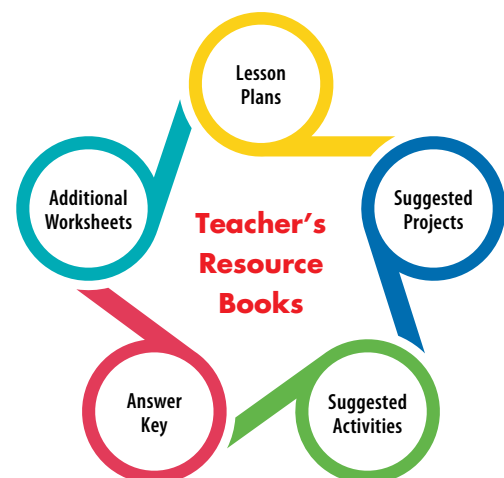 Lesson
Plans
Additional
Worksheets
Suggested
Projects
Teacher's
Resource
Books
Answer
Key
Suggested
Activities